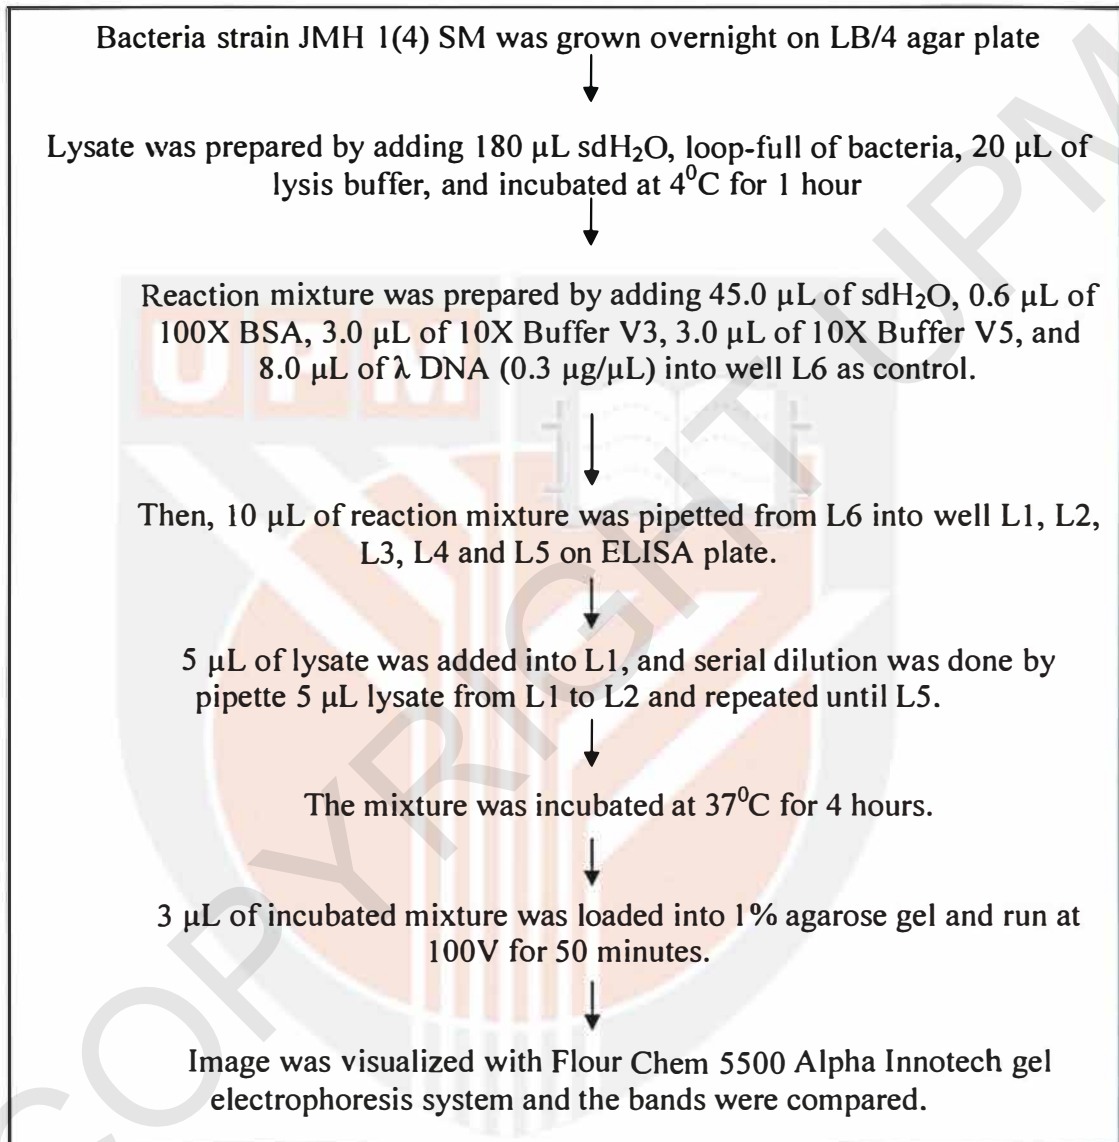 Bacteria strain JMH 1(4) SM was grown overnight on LB/4 agar plate
Lysate was prepared by adding 180 µL sdH₂O, loop-full of bacteria, 20 µL of
lysis buffer, and incubated at 4⁰C for 1 hour
Reaction mixture was prepared by adding 45.0 µL of sdH₂O, 0.6 µL of
100X BSA, 3.0 µL of 10X Buffer V3, 3.0 µL of 10X Buffer V5, and
8.0 µL of λ DNA (0.3 µg/µL) into well L6 as control.
Then, 10 µL of reaction mixture was pipetted from L6 into well L1, L2,
L3, L4 and L5 on ELISA plate.
5 µL of lysate was added into L1, and serial dilution was done by
pipette 5 µL lysate from L1 to L2 and repeated until L5.
The mixture was incubated at 37⁰C for 4 hours.
3 µL of incubated mixture was loaded into 1% agarose gel and run at
100V for 50 minutes.
Image was visualized with Flour Chem 5500 Alpha Innotech gel
electrophoresis system and the bands were compared.
UPM
COPYRIGHT UPM